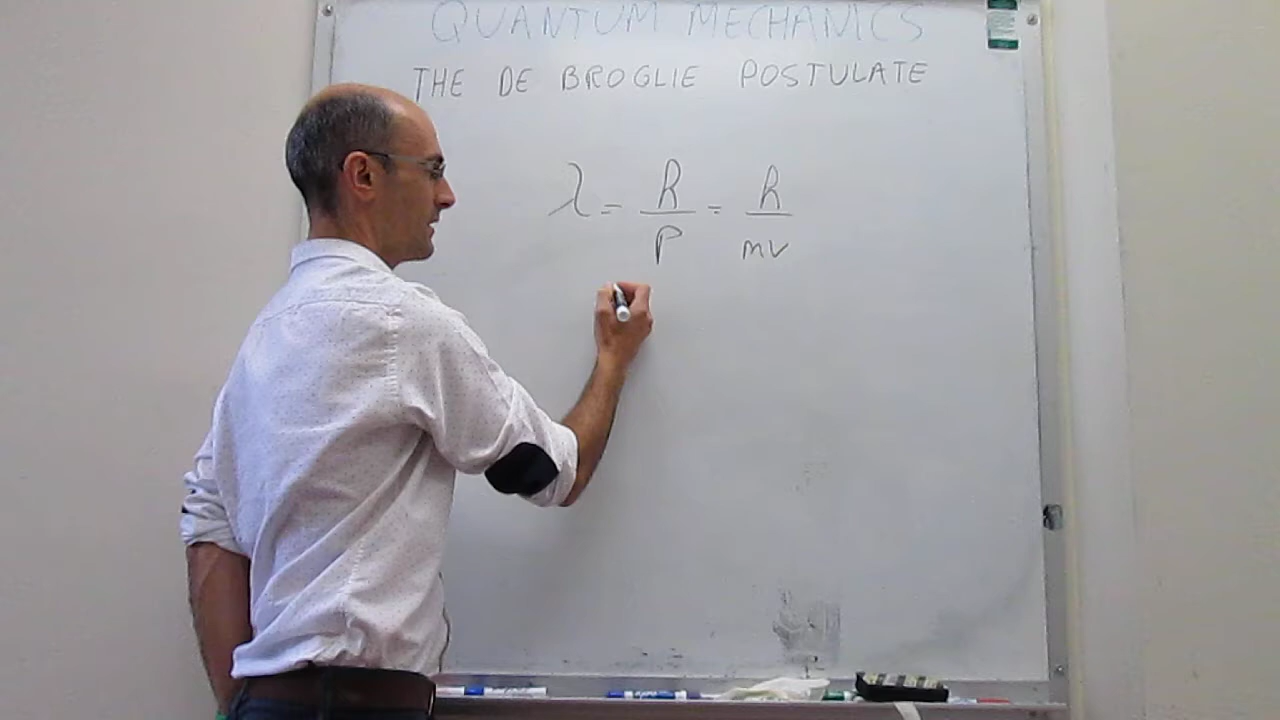 QUANTUM MECHANICS
THE DE BROGLIE POSTULATE
λ = h/p = h/mv